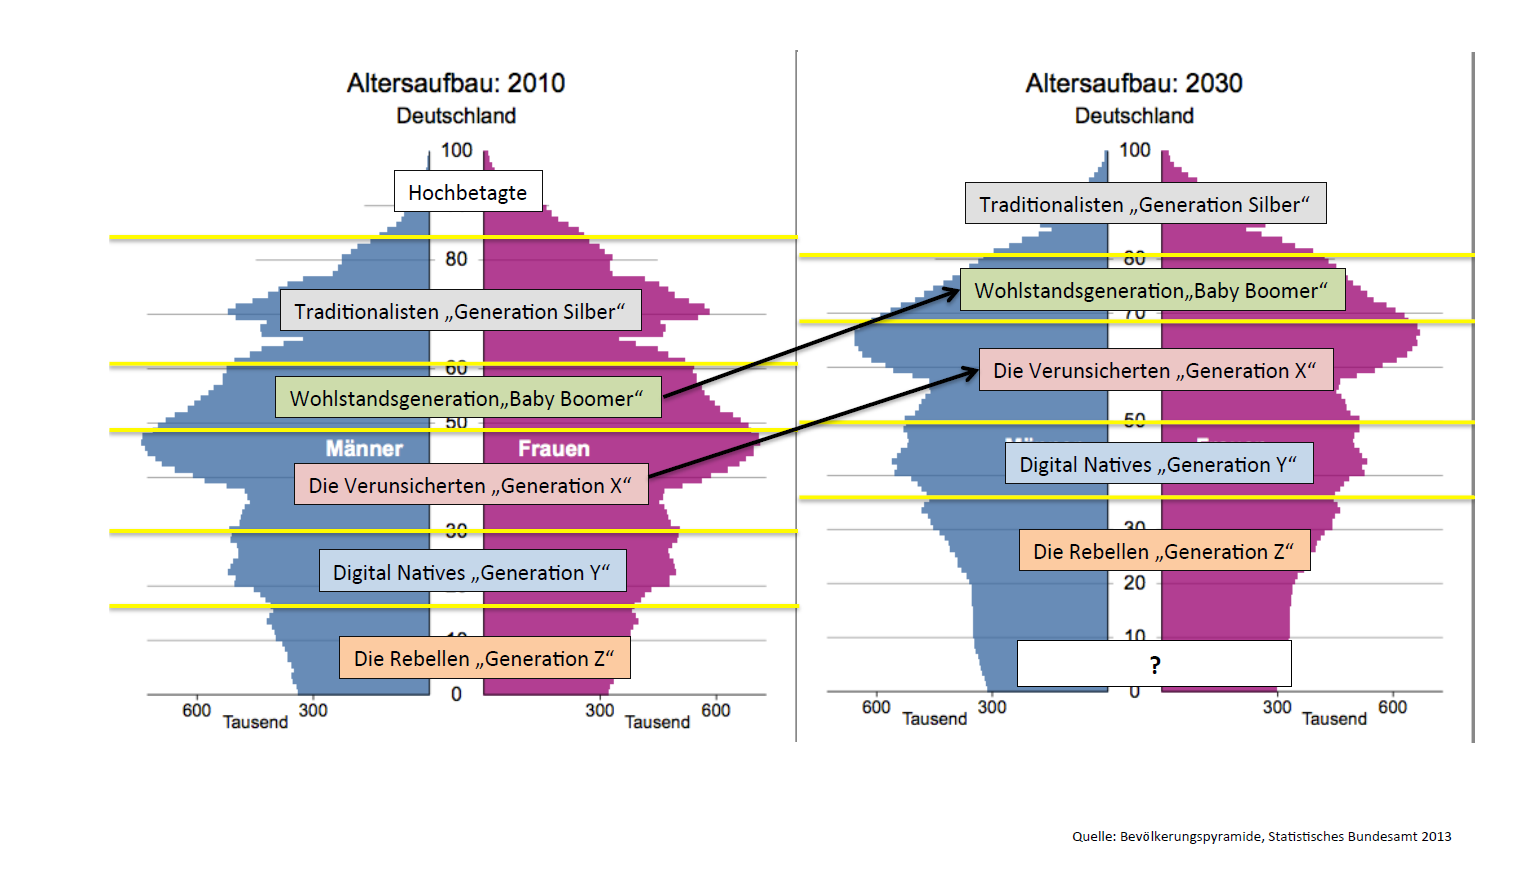 Altersaufbau: 2010
Deutschland
100
Hochbetagte
80
Traditionalisten „Generation Silber“
60
Wohlstandsgeneration„Baby Boomer“
50
Männer
Frauen
Die Verunsicherten „Generation X“
30
Digital Natives „Generation Y“
10
Die Rebellen „Generation Z“
0
600
300
300
600
Tausend
Tausend
Altersaufbau: 2030
Deutschland
100
Traditionalisten „Generation Silber“
80
Wohlstandsgeneration„Baby Boomer“
70
Die Verunsicherten „Generation X“
50
Digital Natives „Generation Y“
30
Die Rebellen „Generation Z“
20
10
?
0
600
300
300
600
Tausend
Tausend
Quelle: Bevölkerungspyramide, Statistisches Bundesamt 2013